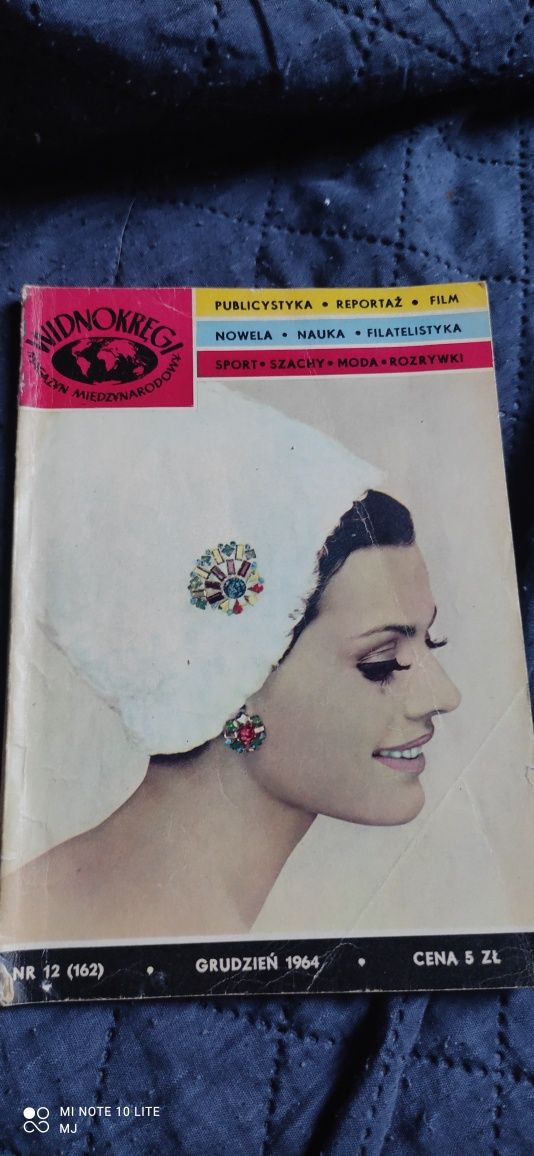 WIDNOKRĘGI
MAGAZYN MIĘDZYNARODOWY
PUBLICYSTYKA • REPORTAŻ • FILM
NOWELA • NAUKA • FILATELISTYKA
SPORT • SZACHY • MODA • ROZRYWKI
NR 12 (162) • GRUDZIEŃ 1964 • CENA 5 ZŁ
MI NOTE 10 LITE
MJ